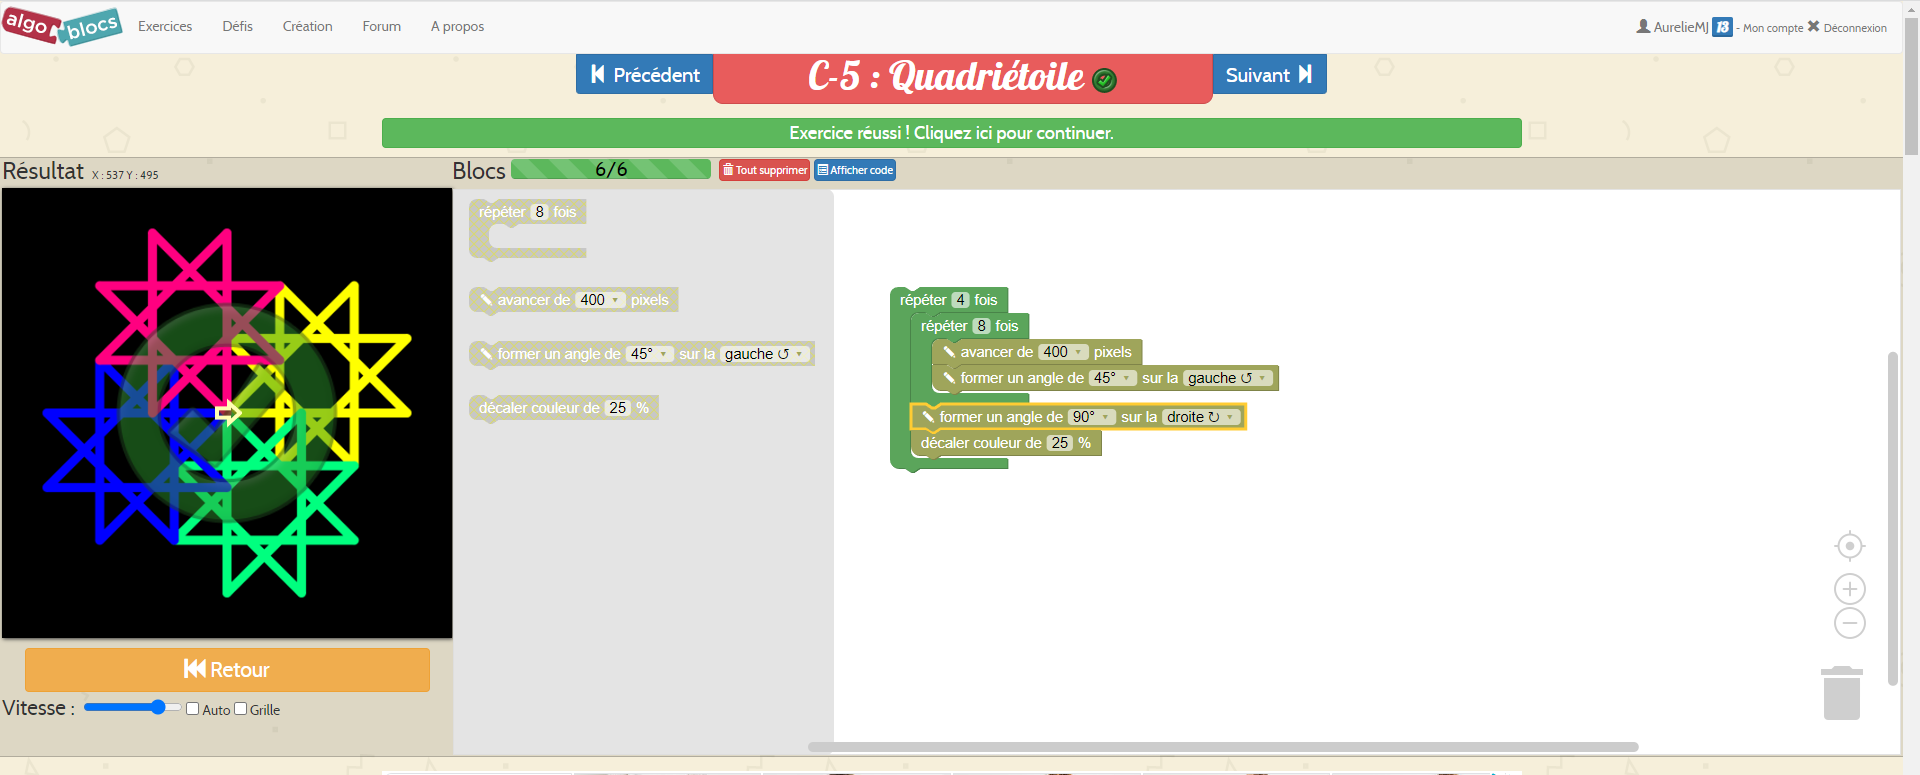 algo blocs Exercices Défis Création Forum A propos AurelieMJ 13 - Mon compte Déconnexion
Précédent C-5 : Quadriétoile Suivant
Exercice réussi ! Cliquez ici pour continuer.
Résultat X : 537 Y : 495 Blocs 6/6 Tout supprimer Afficher code
répéter 8 fois
avancer de 400 pixels
former un angle de 45° sur la gauche
décaler couleur de 25 %
répéter 4 fois
répéter 8 fois
avancer de 400 pixels
former un angle de 45° sur la gauche
former un angle de 90° sur la droite
décaler couleur de 25 %
Retour
Vitesse : Auto Grille